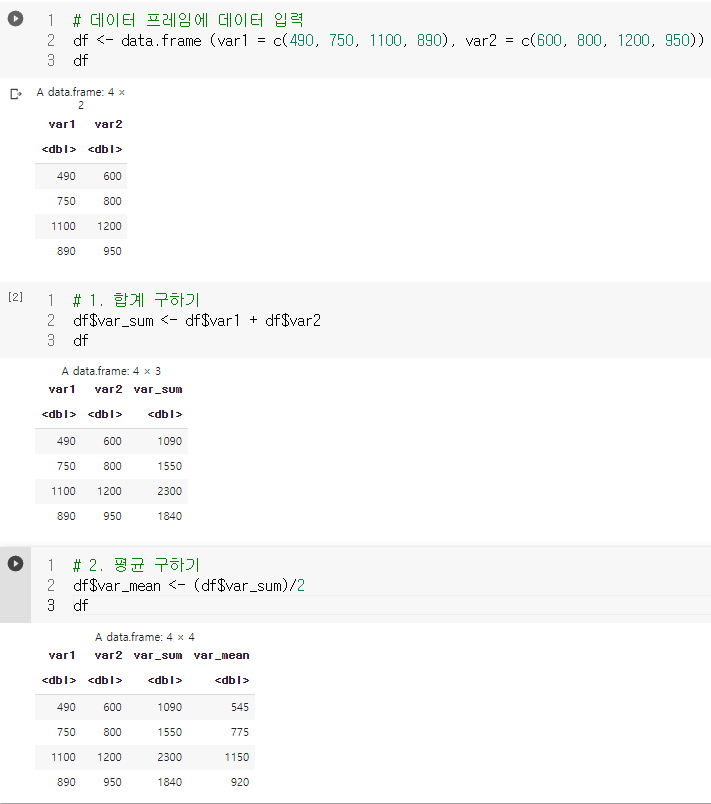 1 # 데이터 프레임에 데이터 입력
2 df <- data.frame (var1 = c(490, 750, 1100, 890), var2 = c(600, 800, 1200, 950))
3 df
A data.frame: 4 ×
2
var1 var2
<dbl> <dbl>
490 600
750 800
1100 1200
890 950
[2] 1 # 1. 합계 구하기
2 df$var_sum <- df$var1 + df$var2
3 df
A data.frame: 4 × 3
var1 var2 var_sum
<dbl> <dbl> <dbl>
490 600 1090
750 800 1550
1100 1200 2300
890 950 1840
1 # 2. 평균 구하기
2 df$var_mean <- (df$var_sum)/2
3 df
A data.frame: 4 × 4
var1 var2 var_sum var_mean
<dbl> <dbl> <dbl> <dbl>
490 600 1090 545
750 800 1550 775
1100 1200 2300 1150
890 950 1840 920